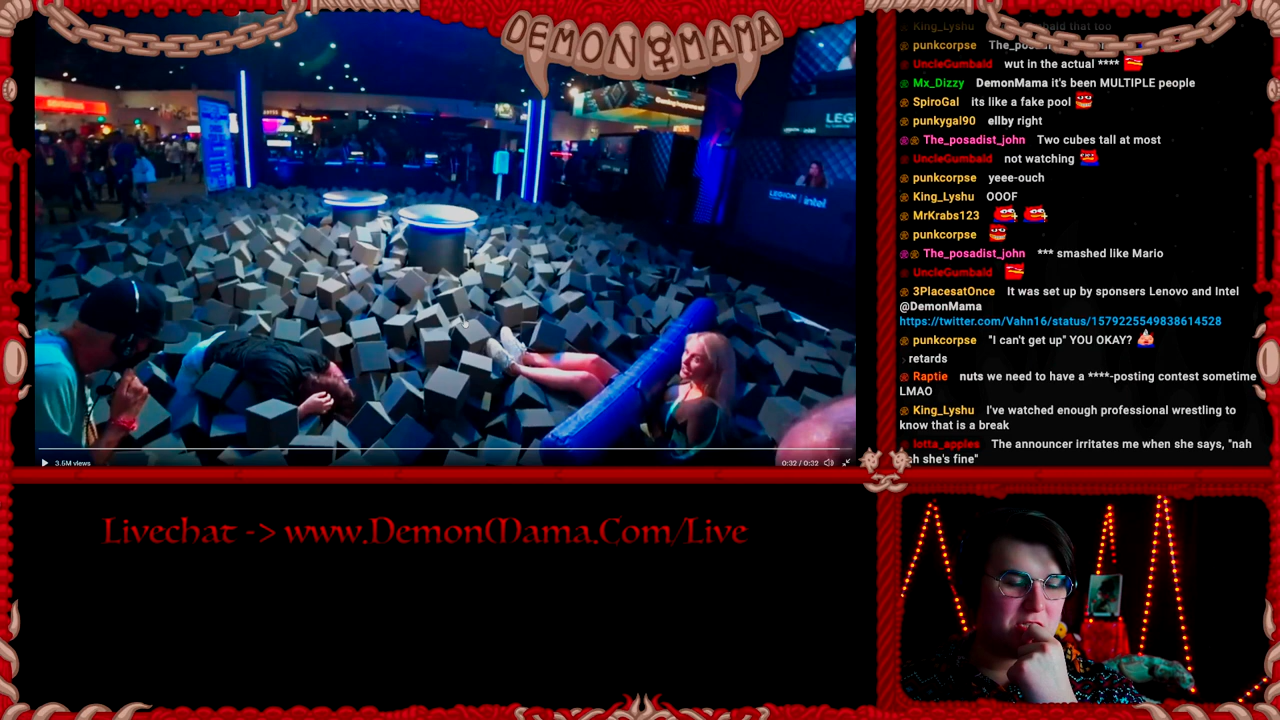 DEMON MAMA
LEGION | intel
3.5M views
0:32 / 0:32
King_Lyshu
punkcorpse The_pos
UncleGumbald wut in the actual ****
Mx_Dizzy DemonMama it's been MULTIPLE people
SpiroGal its like a fake pool
punkygal90 ellby right
The_posadist_john Two cubes tall at most
UncleGumbald not watching
punkcorpse yeee-ouch
King_Lyshu OOOF
MrKrabs123
punkcorpse
The_posadist_john *** smashed like Mario
UncleGumbald
3PlacesatOnce It was set up by sponsers Lenovo and Intel
@DemonMama
https://twitter.com/Vahn16/status/1579225549838614528
punkcorpse "I can't get up" YOU OKAY?
retards
Raptie nuts we need to have a ****-posting contest sometime
LMAO
King_Lyshu I've watched enough professional wrestling to
know that is a break
lotta_apples The announcer irritates me when she says, "nah
sh she's fine"
Livechat -> www.DemonMama.Com/Live